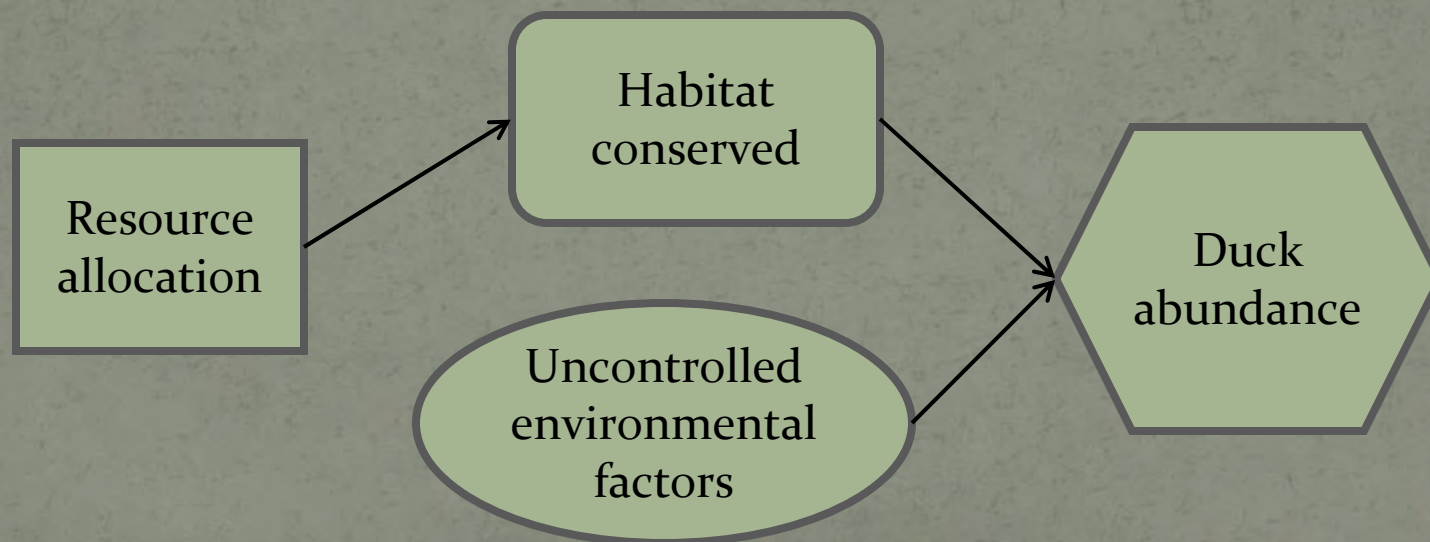 Resource
allocation
Habitat
conserved
Uncontrolled
environmental
factors
Duck
abundance